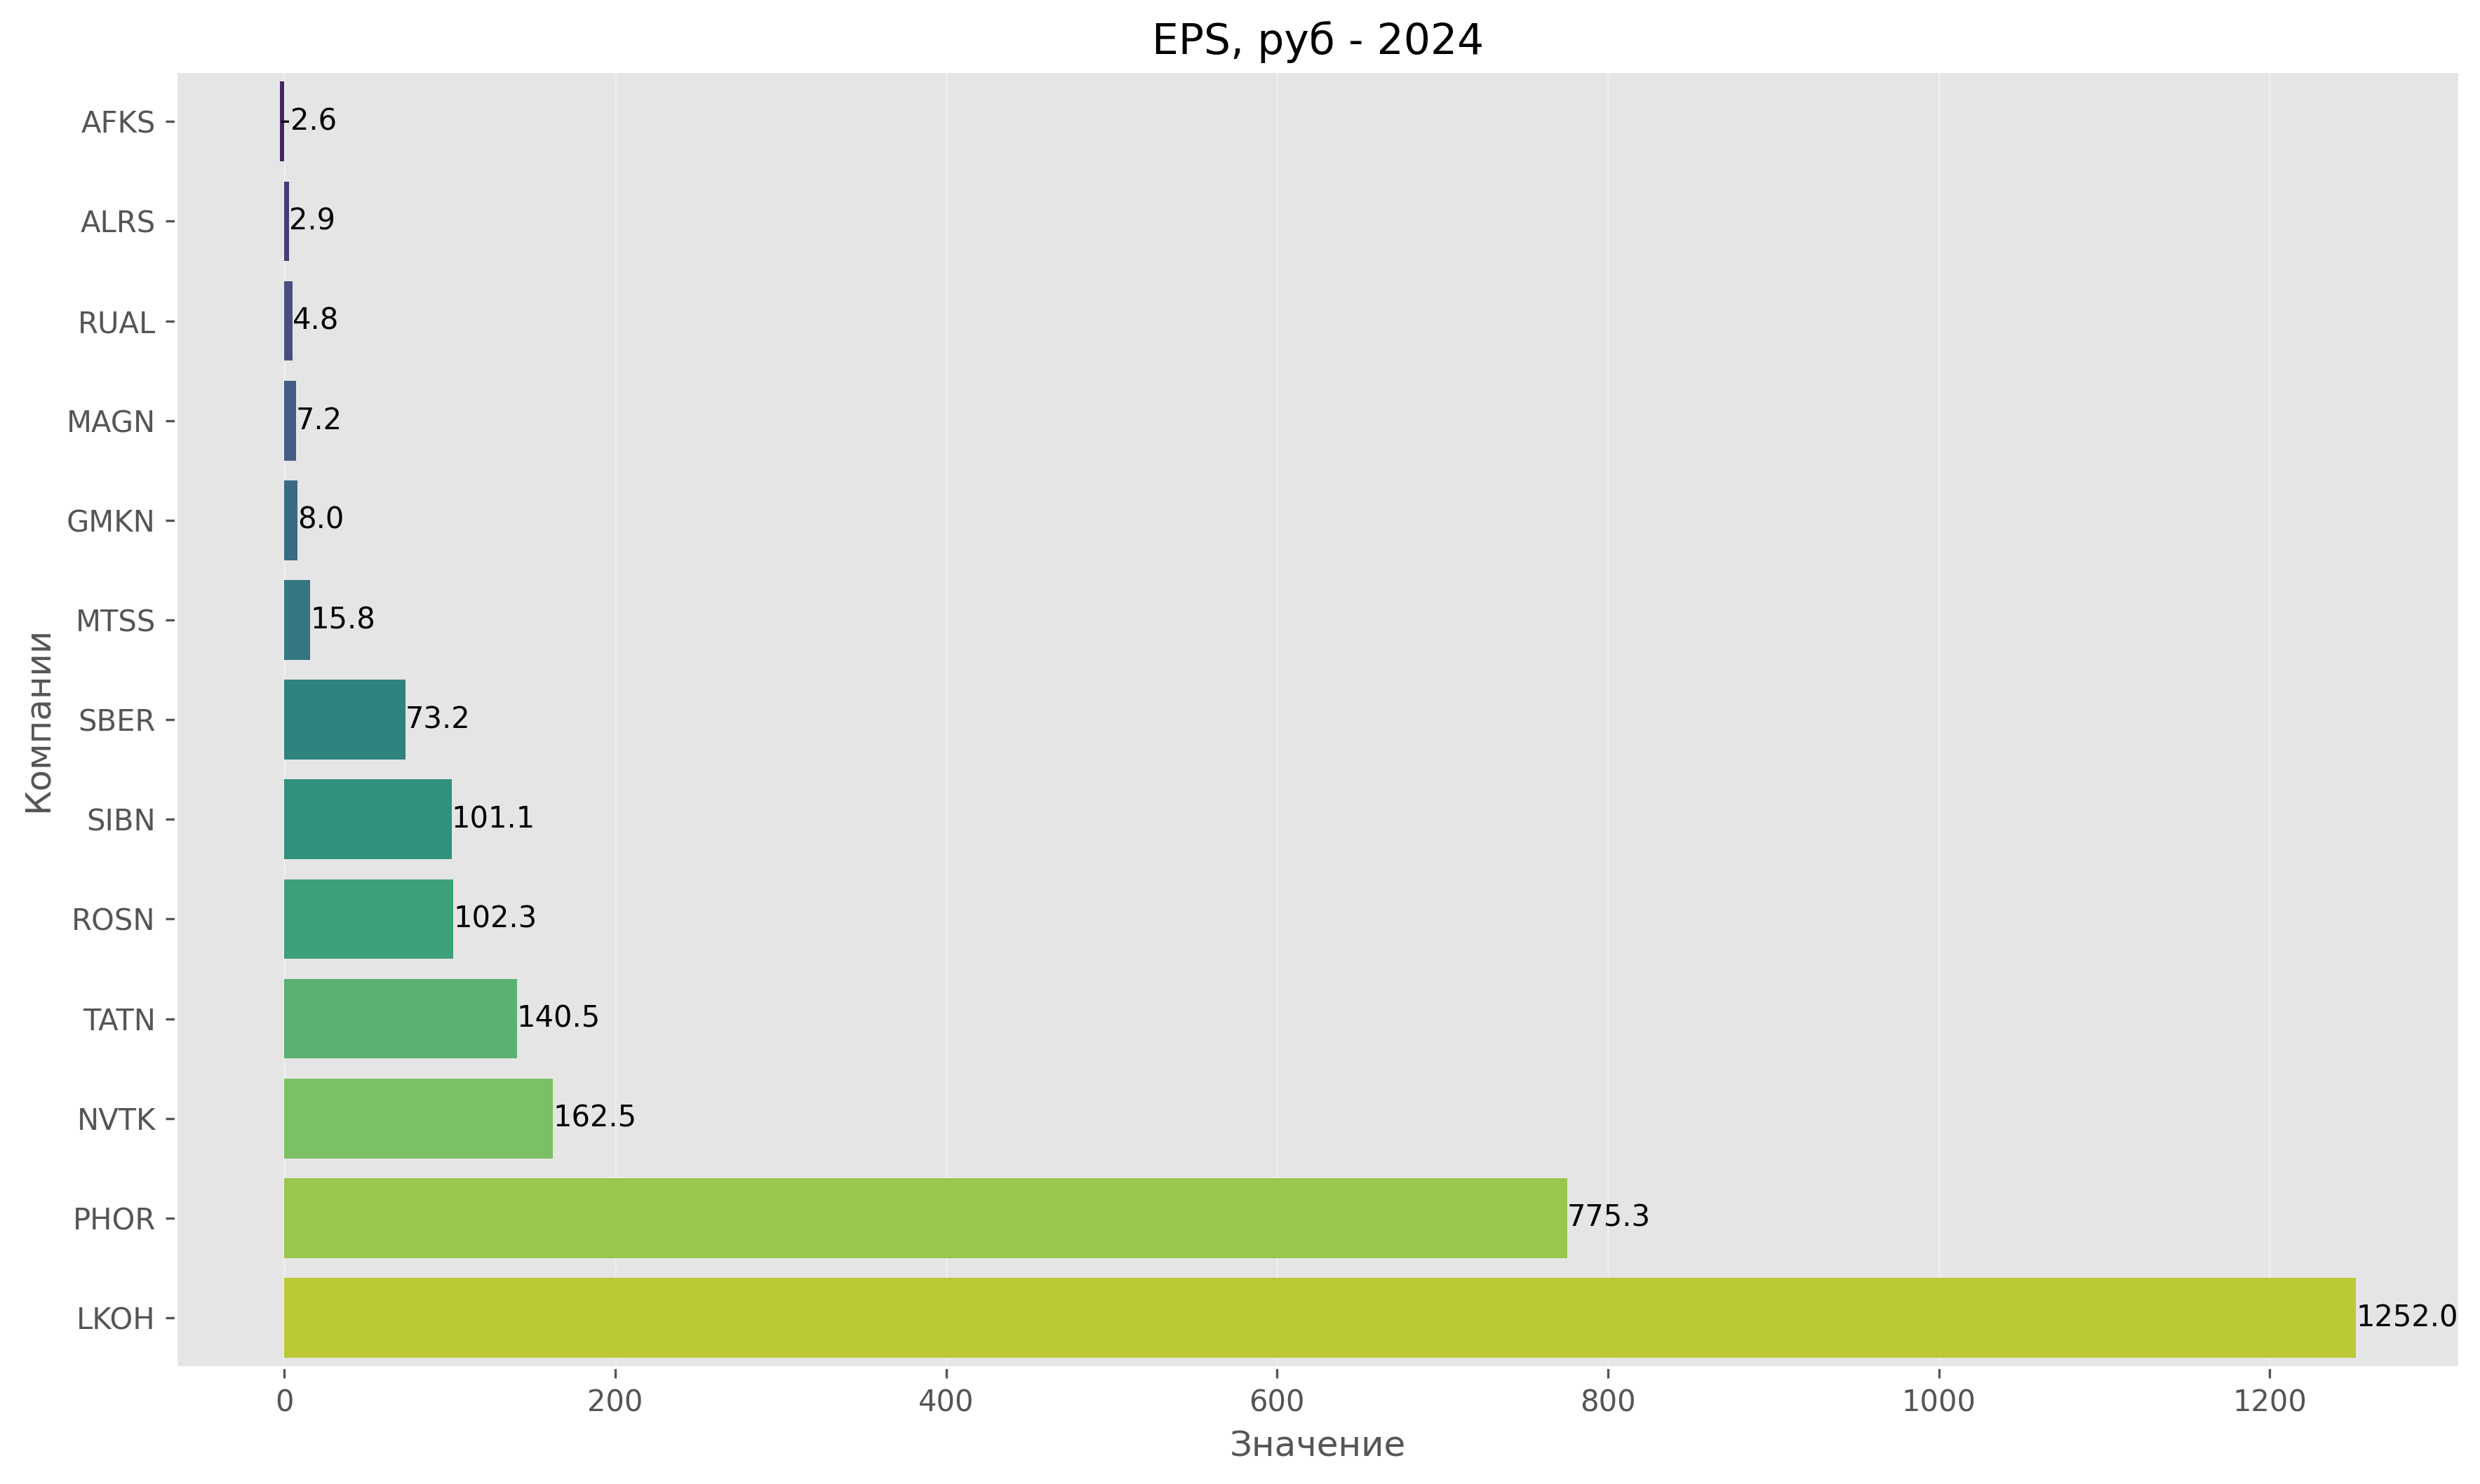 EPS, руб - 2024
Компании
AFKS -2.6
ALRS 2.9
RUAL 4.8
MAGN 7.2
GMKN 8.0
MTSS 15.8
SBER 73.2
SIBN 101.1
ROSN 102.3
TATN 140.5
NVTK 162.5
PHOR 775.3
LKOH 1252.0
0 200 400 600 800 1000 1200
Значение